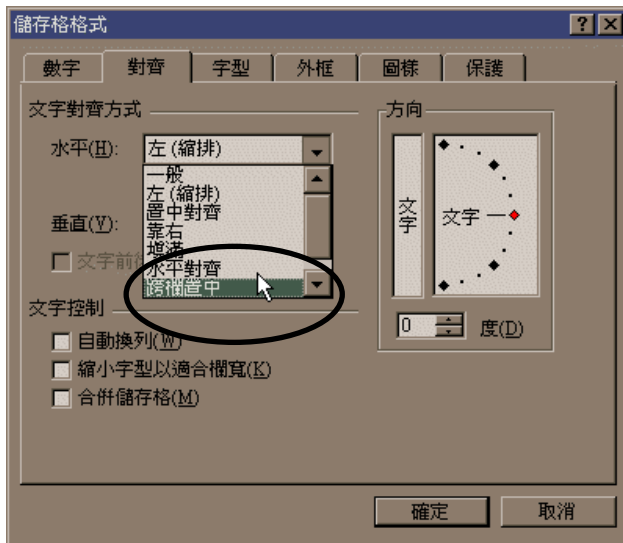 儲存格格式
數字 對齊 字型 外框 圖樣 保護
文字對齊方式
水平(H): 左 (縮排)
一般
左 (縮排)
置中對齊
靠右
填滿
水平對齊
跨欄置中
垂直(V):
文字前後
文字控制
自動換列(W)
縮小字型以適合欄寬(K)
合併儲存格(M)
方向
文字
文字
0 度(D)
確定 取消